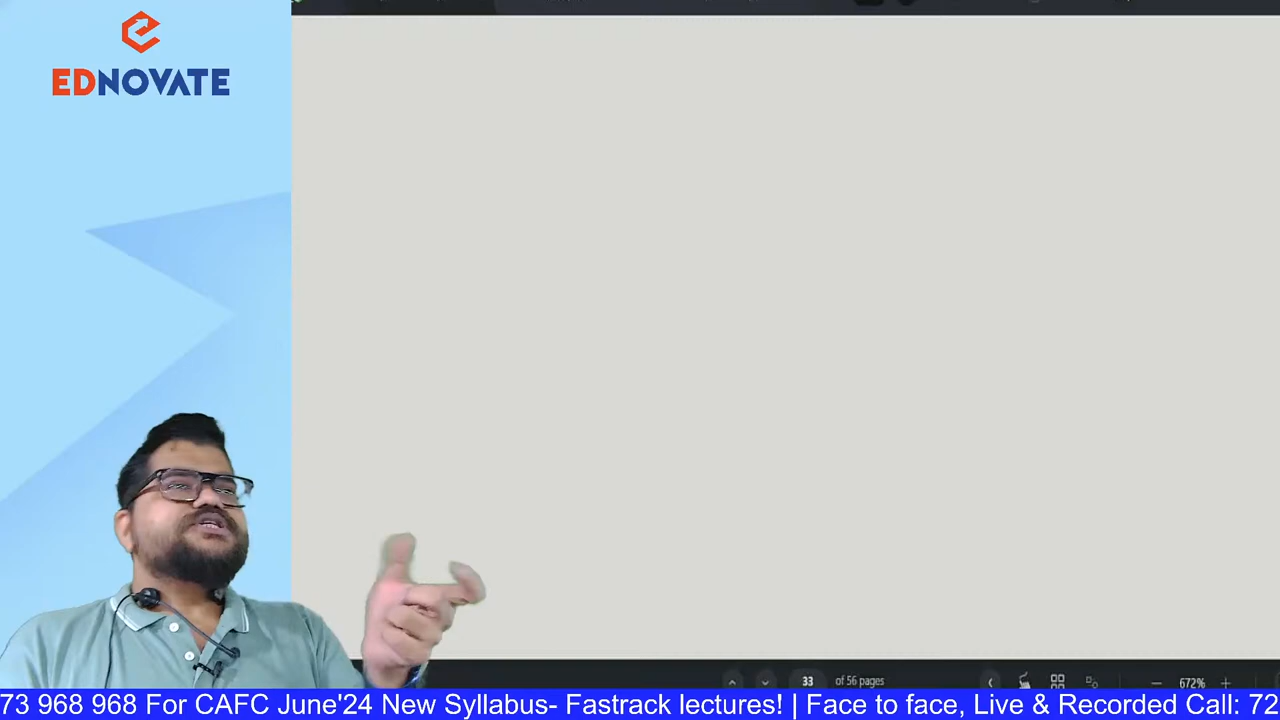 EDNOVATE
33 of 56 pages
672%
73 968 968 For CAFC June'24 New Syllabus- Fastrack lectures! | Face to face, Live & Recorded Call: 72